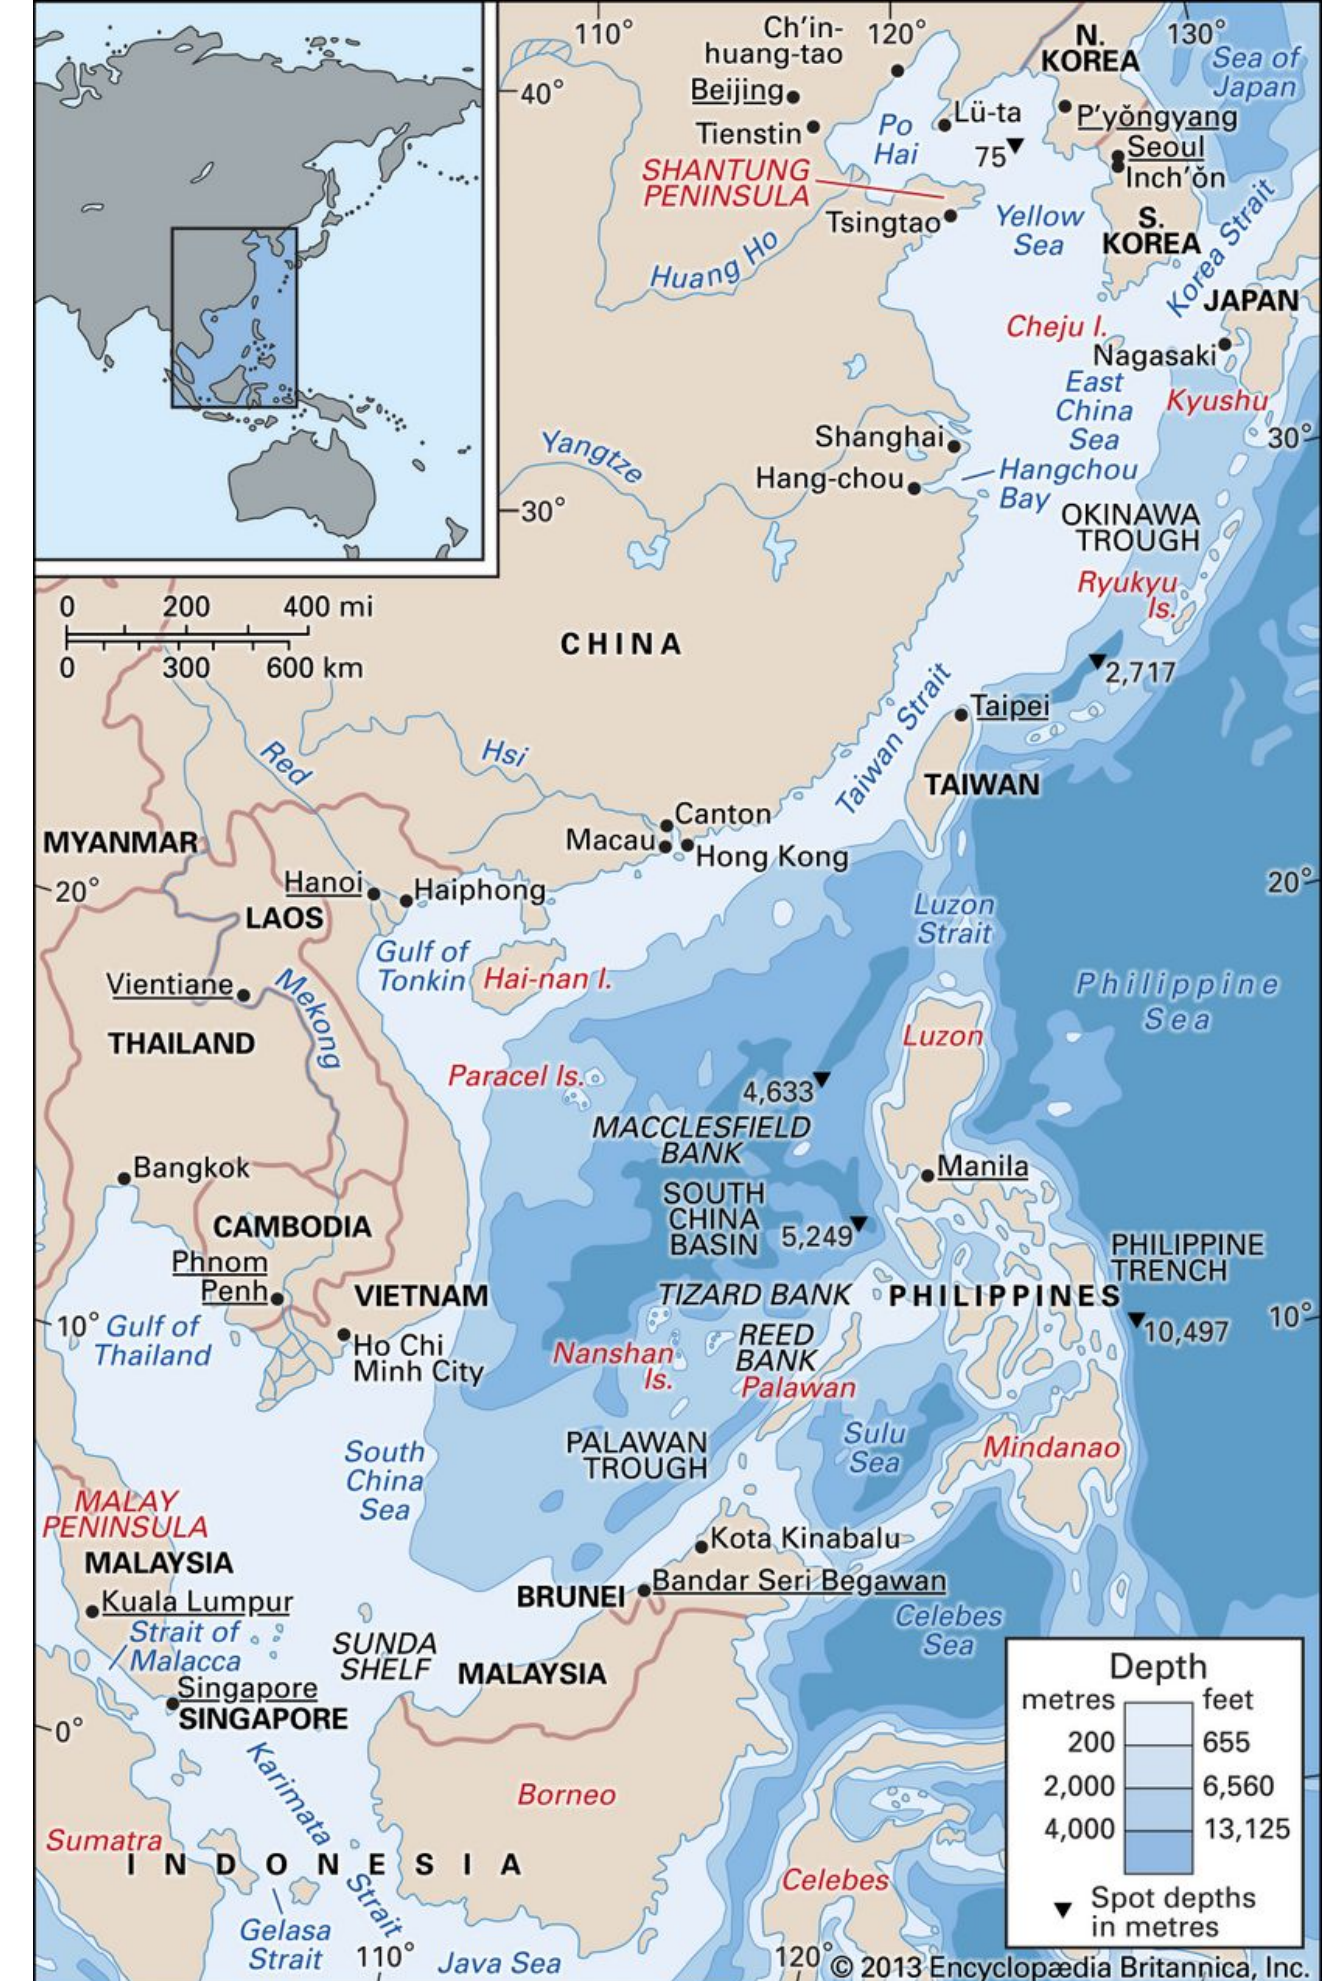 110°
Ch'in-
huang-tao
120°
N.
KOREA
130°
Sea of
Japan
40°
Beijing
Tienstin
Po
Hai
Lü-ta
75
P'yŏngyang
Seoul
Inch'ŏn
SHANTUNG
PENINSULA
Tsingtao
Yellow
Sea
S.
KOREA
Korea Strait
Huang Ho
JAPAN
Cheju I.
Nagasaki
East
China
Sea
Kyushu
30°
Shanghai
Yangtze
Hang-chou
Hangchou
Bay
30°
OKINAWA
TROUGH
Ryukyu
Is.
0 200 400 mi
0 300 600 km
CHINA
2,717
Taiwan Strait
Taipei
Red
Hsi
TAIWAN
Canton
MYANMAR
Macau
Hong Kong
20°
Hanoi
Haiphong
20°
LAOS
Luzon
Strait
Gulf of
Tonkin
Hai-nan I.
Vientiane
Mekong
Philippine
Sea
THAILAND
Luzon
Paracel Is.
4,633
MACCLESFIELD
BANK
Bangkok
Manila
SOUTH
CHINA
BASIN
5,249
CAMBODIA
Phnom
Penh
PHILIPPINE
TRENCH
VIETNAM
TIZARD BANK
PHILIPPINES
10°
Gulf of
Thailand
10°
10,497
Ho Chi
Minh City
Nanshan
Is.
REED
BANK
Palawan
South
China
Sea
PALAWAN
TROUGH
Sulu
Sea
Mindanao
MALAY
PENINSULA
MALAYSIA
Kota Kinabalu
Kuala Lumpur
BRUNEI
Bandar Seri Begawan
Strait of
Malacca
Celebes
Sea
SUNDA
SHELF
MALAYSIA
Singapore
SINGAPORE
0°
Karimata Strait
Borneo
Sumatra
INDONESIA
Celebes
Gelasa
Strait
110°
Java Sea
120°
Depth
metres feet
200 655
2,000 6,560
4,000 13,125
Spot depths
in metres
© 2013 Encyclopædia Britannica, Inc.